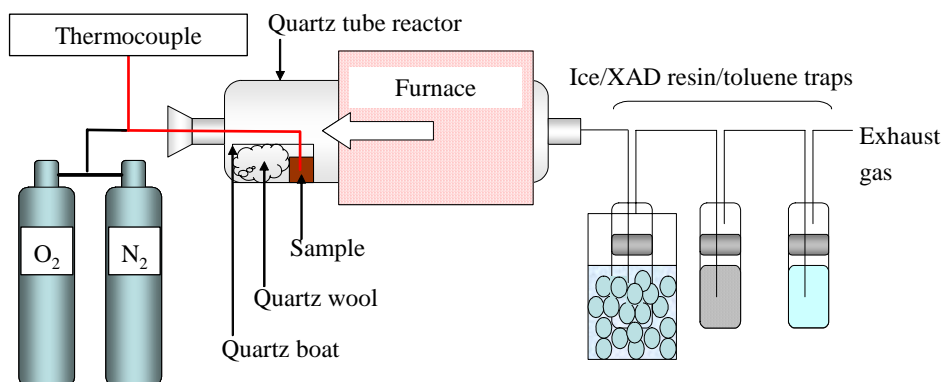 Quartz tube reactor
Thermocouple
Furnace
Ice/XAD resin/toluene traps
Exhaust
gas
O₂
N₂
Sample
Quartz wool
Quartz boat